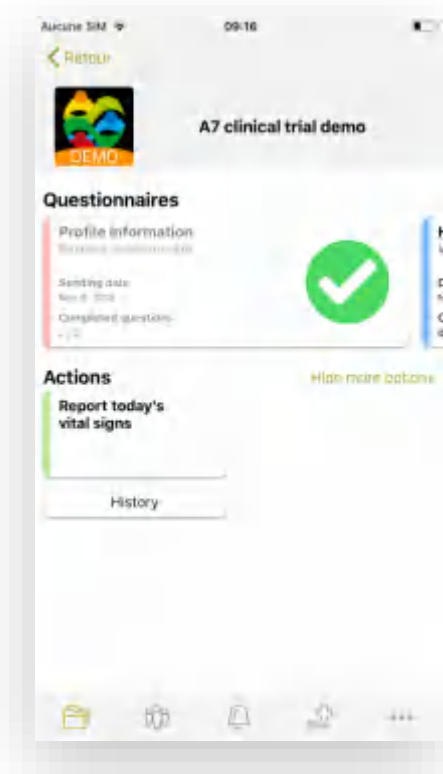 Aucune SIM 09:16
Retour
DEMO
A7 clinical trial demo
Questionnaires
Profile information
Sending date
Completed questions
Actions
Hide more options
Report today's
vital signs
History